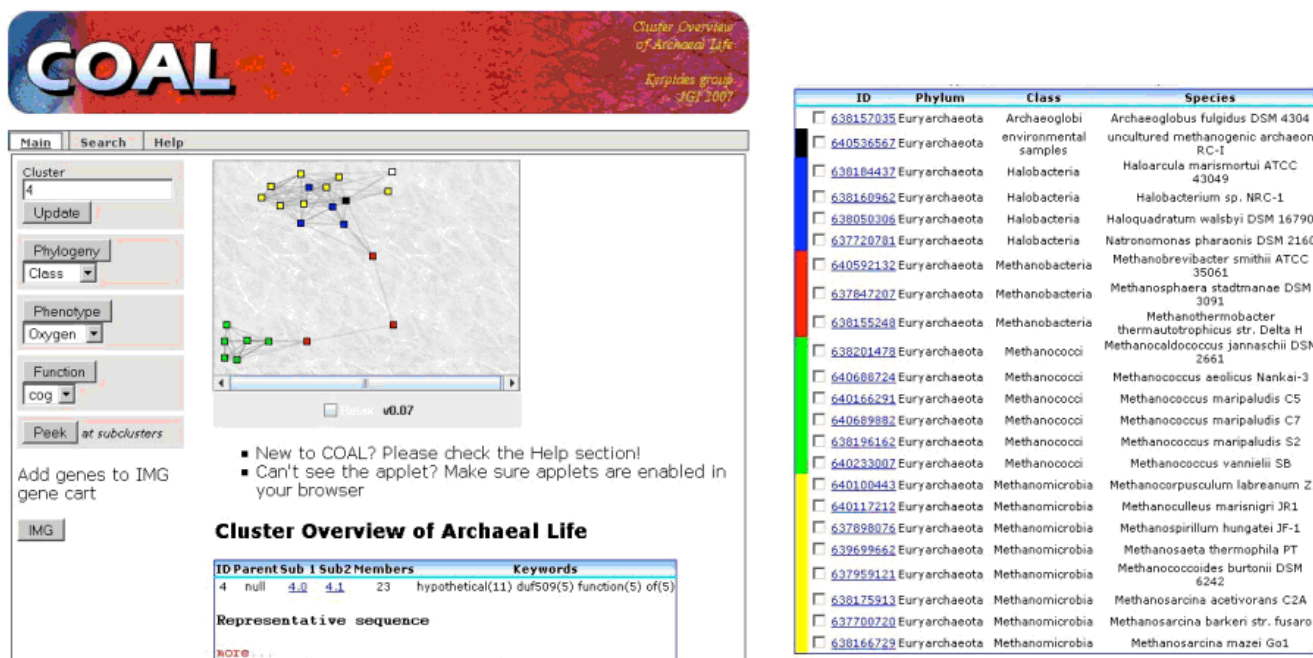 COAL
Cluster Overview
of Archaeal Life
Kyrpides group
JGI 2007
Main Search Help
Cluster
4
Update
Phylogeny
Class
Phenotype
Oxygen
Function
cog
Peek at subclusters
Add genes to IMG
gene cart
IMG
Relax v0.07
New to COAL? Please check the Help section!
Can't see the applet? Make sure applets are enabled in
your browser
Cluster Overview of Archaeal Life
ID Parent Sub 1 Sub2 Members Keywords
4 null 4.0 4.1 23 hypothetical(11) duf509(5) function(5) of(5)
Representative sequence
more...
ID Phylum Class Species
638157035 Euryarchaeota Archaeoglobi Archaeoglobus fulgidus DSM 4304
640536567 Euryarchaeota environmental samples uncultured methanogenic archaeon RC-I
638184437 Euryarchaeota Halobacteria Haloarcula marismortui ATCC 43049
638160962 Euryarchaeota Halobacteria Halobacterium sp. NRC-1
638050306 Euryarchaeota Halobacteria Haloquadratum walsbyi DSM 16790
637720781 Euryarchaeota Halobacteria Natronomonas pharaonis DSM 2160
640592132 Euryarchaeota Methanobacteria Methanobrevibacter smithii ATCC 35061
637847207 Euryarchaeota Methanobacteria Methanosphaera stadtmanae DSM 3091
638155248 Euryarchaeota Methanobacteria Methanothermobacter thermautotrophicus str. Delta H
638201478 Euryarchaeota Methanococci Methanocaldococcus jannaschii DSM 2661
640688724 Euryarchaeota Methanococci Methanococcus aeolicus Nankai-3
640166291 Euryarchaeota Methanococci Methanococcus maripaludis C5
640689882 Euryarchaeota Methanococci Methanococcus maripaludis C7
638196162 Euryarchaeota Methanococci Methanococcus maripaludis S2
640233007 Euryarchaeota Methanococci Methanococcus vannielii SB
640100443 Euryarchaeota Methanomicrobia Methanocorpusculum labreanum Z
640117212 Euryarchaeota Methanomicrobia Methanoculleus marisnigri JR1
637898076 Euryarchaeota Methanomicrobia Methanospirillum hungatei JF-1
639699662 Euryarchaeota Methanomicrobia Methanosaeta thermophila PT
637959121 Euryarchaeota Methanomicrobia Methanococcoides burtonii DSM 6242
638175913 Euryarchaeota Methanomicrobia Methanosarcina acetivorans C2A
637700720 Euryarchaeota Methanomicrobia Methanosarcina barkeri str. fusaro
638166729 Euryarchaeota Methanomicrobia Methanosarcina mazei Go1